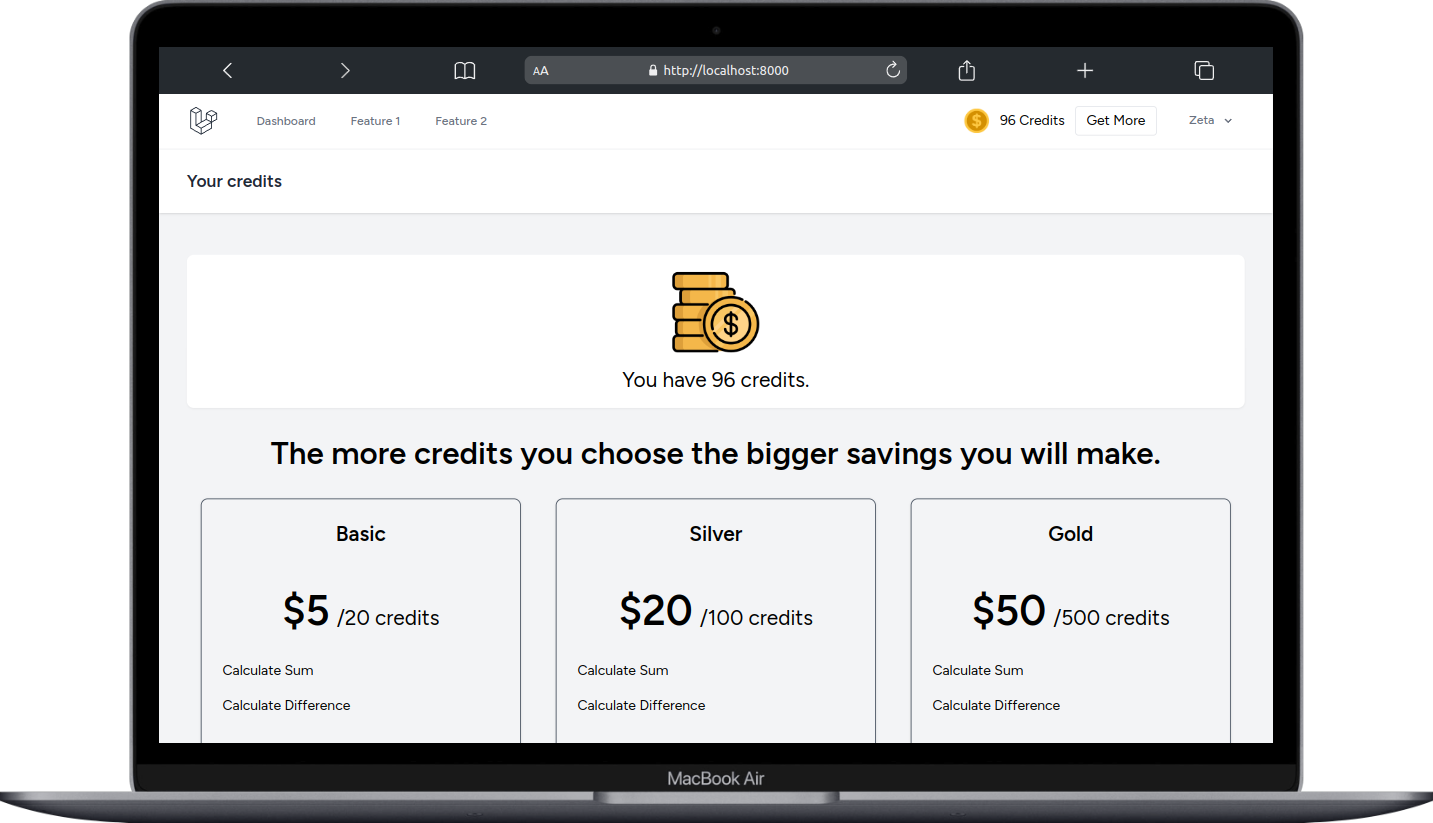 AA http://localhost:8000
Dashboard Feature 1 Feature 2 $ 96 Credits Get More Zeta
Your credits
$
You have 96 credits.
The more credits you choose the bigger savings you will make.
Basic Silver Gold
$5 /20 credits $20 /100 credits $50 /500 credits
Calculate Sum Calculate Sum Calculate Sum
Calculate Difference Calculate Difference Calculate Difference
MacBook Air